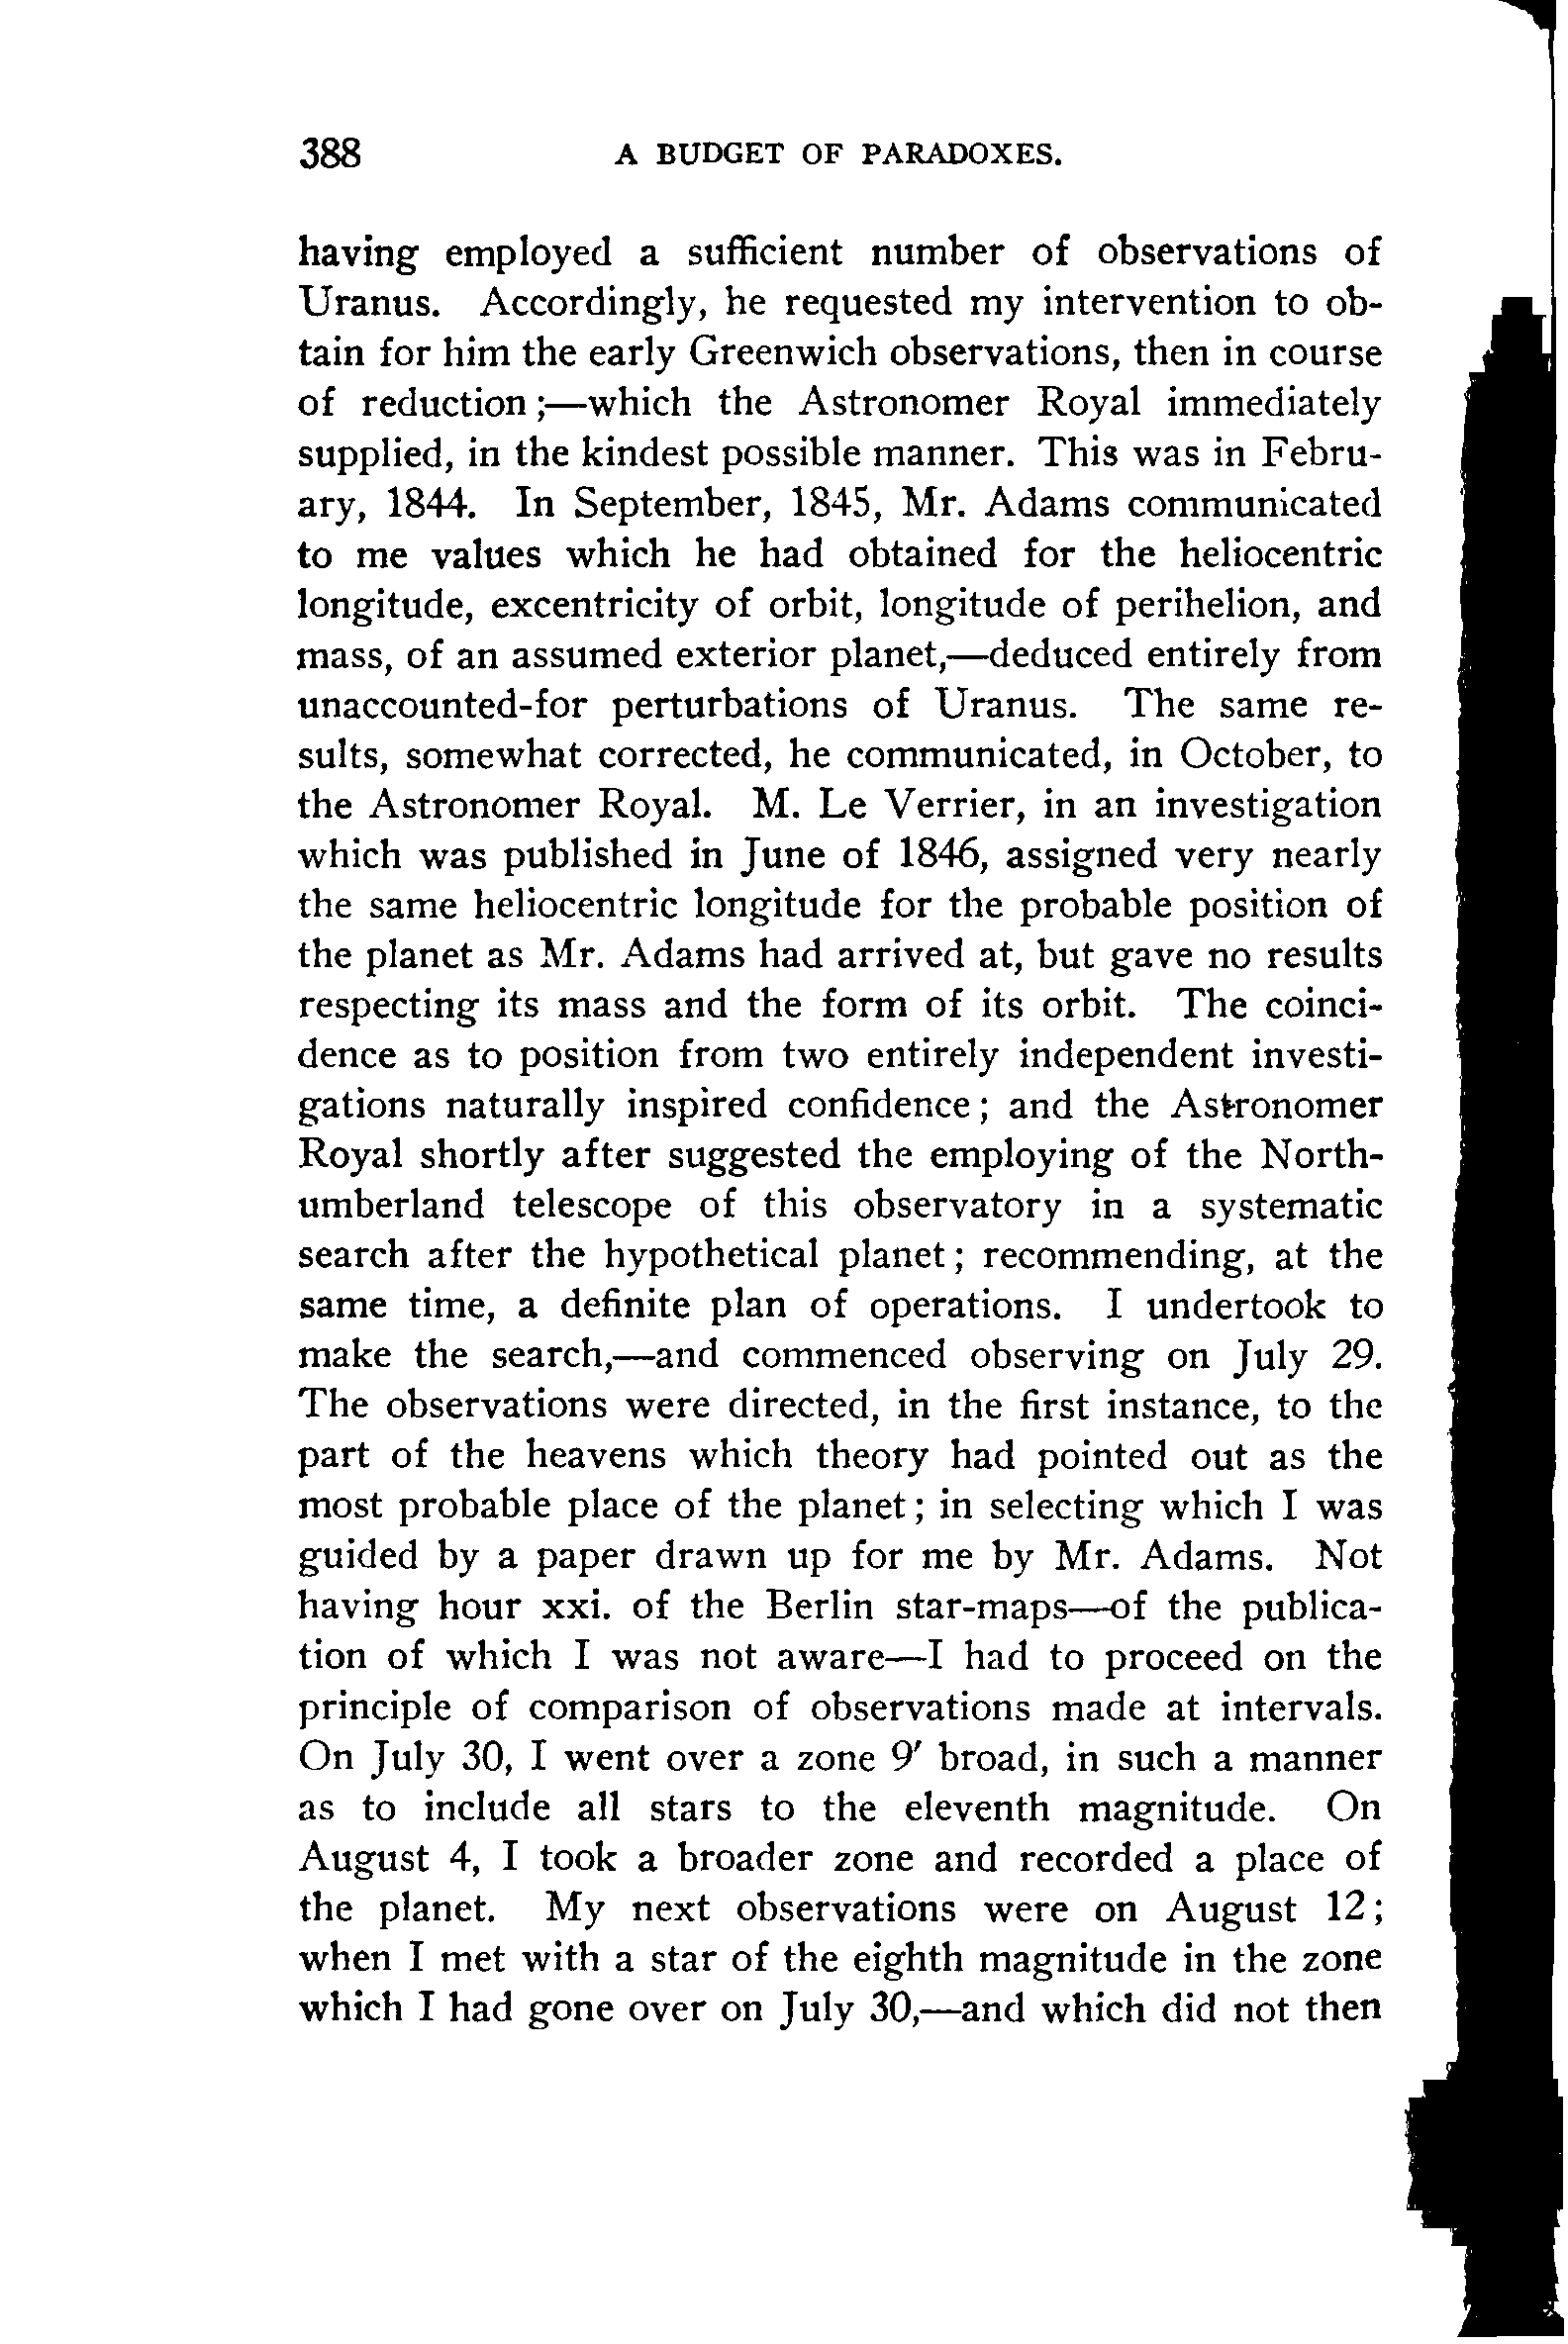 388 A BUDGET OF PARADOXES.
having employed a sufficient number of observations of
Uranus. Accordingly, he requested my intervention to ob-
tain for him the early Greenwich observations, then in course
of reduction;—which the Astronomer Royal immediately
supplied, in the kindest possible manner. This was in Febru-
ary, 1844. In September, 1845, Mr. Adams communicated
to me values which he had obtained for the heliocentric
longitude, excentricity of orbit, longitude of perihelion, and
mass, of an assumed exterior planet,—deduced entirely from
unaccounted-for perturbations of Uranus. The same re-
sults, somewhat corrected, he communicated, in October, to
the Astronomer Royal. M. Le Verrier, in an investigation
which was published in June of 1846, assigned very nearly
the same heliocentric longitude for the probable position of
the planet as Mr. Adams had arrived at, but gave no results
respecting its mass and the form of its orbit. The coinci-
dence as to position from two entirely independent investi-
gations naturally inspired confidence; and the Astronomer
Royal shortly after suggested the employing of the North-
umberland telescope of this observatory in a systematic
search after the hypothetical planet; recommending, at the
same time, a definite plan of operations. I undertook to
make the search,—and commenced observing on July 29.
The observations were directed, in the first instance, to the
part of the heavens which theory had pointed out as the
most probable place of the planet; in selecting which I was
guided by a paper drawn up for me by Mr. Adams. Not
having hour xxi. of the Berlin star-maps—of the publica-
tion of which I was not aware—I had to proceed on the
principle of comparison of observations made at intervals.
On July 30, I went over a zone 9′ broad, in such a manner
as to include all stars to the eleventh magnitude. On
August 4, I took a broader zone and recorded a place of
the planet. My next observations were on August 12;
when I met with a star of the eighth magnitude in the zone
which I had gone over on July 30,—and which did not then